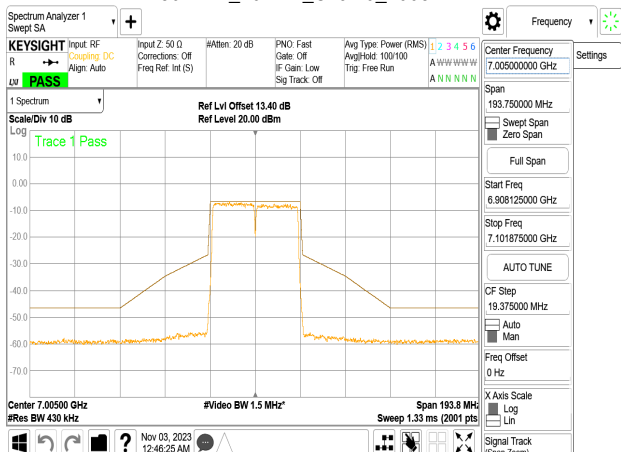 Spectrum Analyzer 1
Swept SA
Frequency
KEYSIGHT
R
LXI
PASS
Input: RF
Coupling: DC
Align: Auto
Input Z: 50 Ω
Corrections: Off
Freq Ref: Int (S)
#Atten: 20 dB
PNO: Fast
Gate: Off
IF Gain: Low
Sig Track: Off
Avg Type: Power (RMS)
Avg|Hold: 100/100
Trig: Free Run
1 2 3 4 5 6
A W W W W W
A N N N N N
1 Spectrum
Scale/Div 10 dB
Ref Lvl Offset 13.40 dB
Ref Level 20.00 dBm
Log
Trace 1 Pass
10.0
0.00
-10.0
-20.0
-30.0
-40.0
-50.0
-60.0
-70.0
Center 7.00500 GHz
#Res BW 430 kHz
#Video BW 1.5 MHz*
Span 193.8 MHz
Sweep 1.33 ms (2001 pts)
Nov 03, 2023
12:46:25 AM
Center Frequency
7.005000000 GHz
Settings
Span
193.750000 MHz
Swept Span
Zero Span
Full Span
Start Freq
6.908125000 GHz
Stop Freq
7.101875000 GHz
AUTO TUNE
CF Step
19.375000 MHz
Auto
Man
Freq Offset
0 Hz
X Axis Scale
Log
Lin
Signal Track
(Span Zoom)